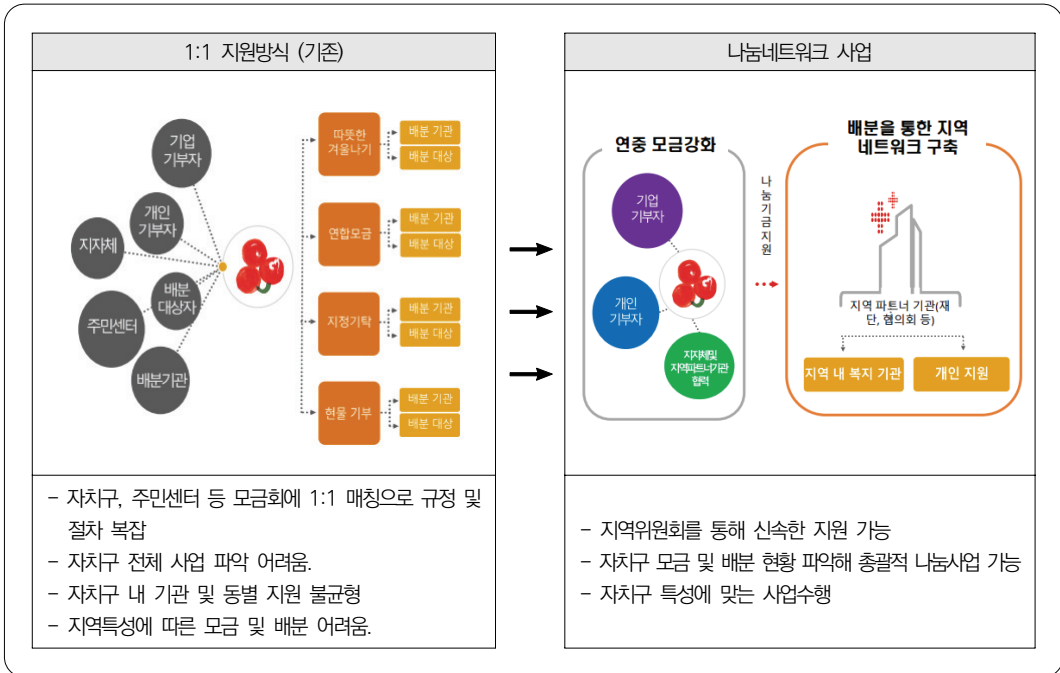 1:1 지원방식 (기존)
기업
기부자
개인
기부자
지자체
배분
대상자
주민센터
배분기관
따뜻한
겨울나기
배분 기관
배분 대상
연합모금
배분 기관
배분 대상
지정기탁
배분 기관
배분 대상
현물 기부
배분 기관
배분 대상
- 자치구, 주민센터 등 모금회에 1:1 매칭으로 규정 및
절차 복잡
- 자치구 전체 사업 파악 어려움.
- 자치구 내 기관 및 동별 지원 불균형
- 지역특성에 따른 모금 및 배분 어려움.
나눔네트워크 사업
연중 모금강화
기업
기부자
개인
기부자
지자체및
지역파트너기관
협력
나눔기금지원
배분을 통한 지역
네트워크 구축
지역 파트너 기관(재
단, 협의회 등)
지역 내 복지 기관
개인 지원
- 지역위원회를 통해 신속한 지원 가능
- 자치구 모금 및 배분 현황 파악해 총괄적 나눔사업 가능
- 자치구 특성에 맞는 사업수행